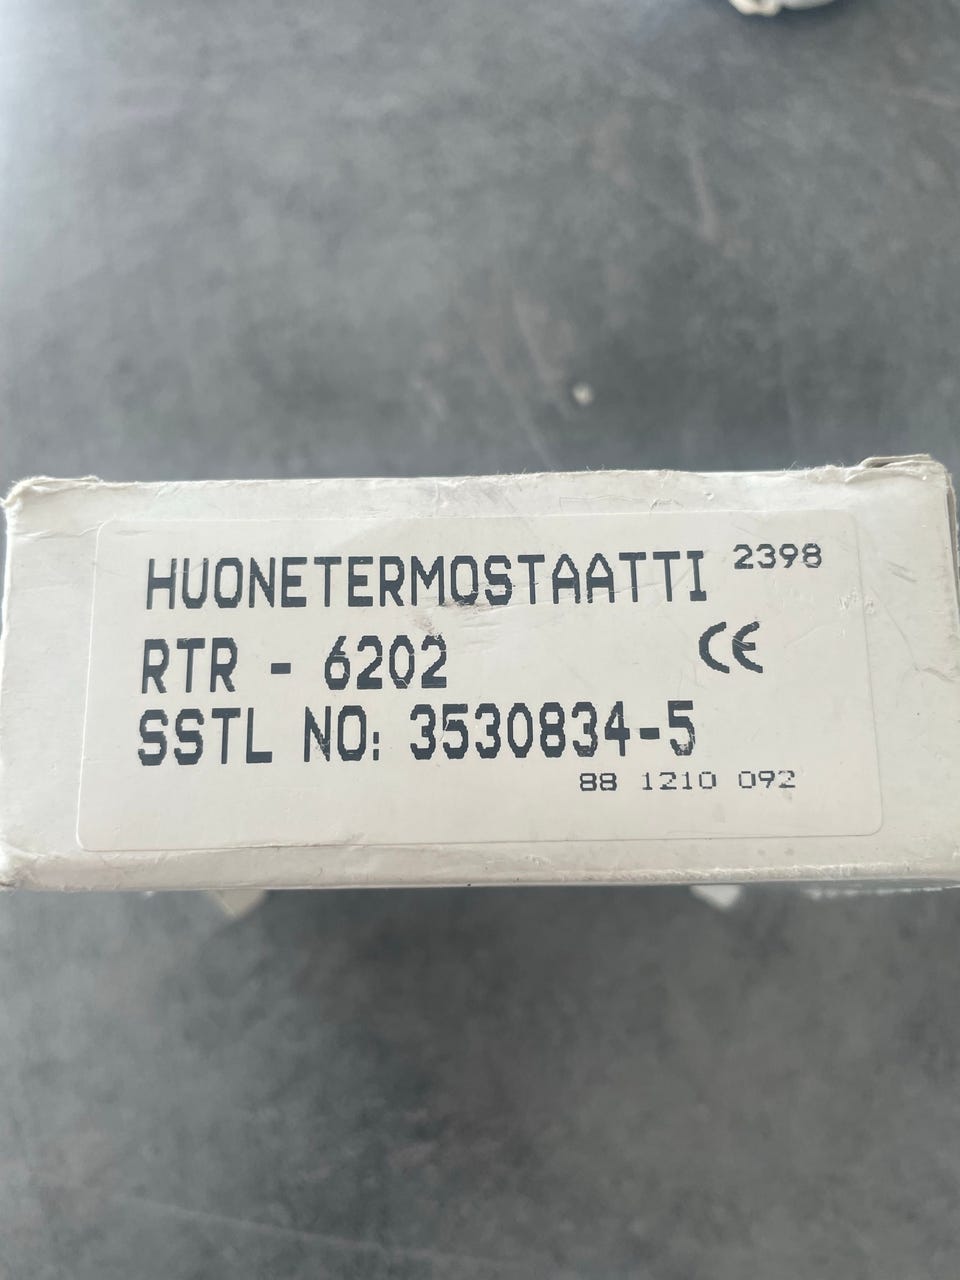 HUONETERMOSTAATTI 2398
RTR - 6202 CE
SSTL NO: 3530834-5
88 1210 092